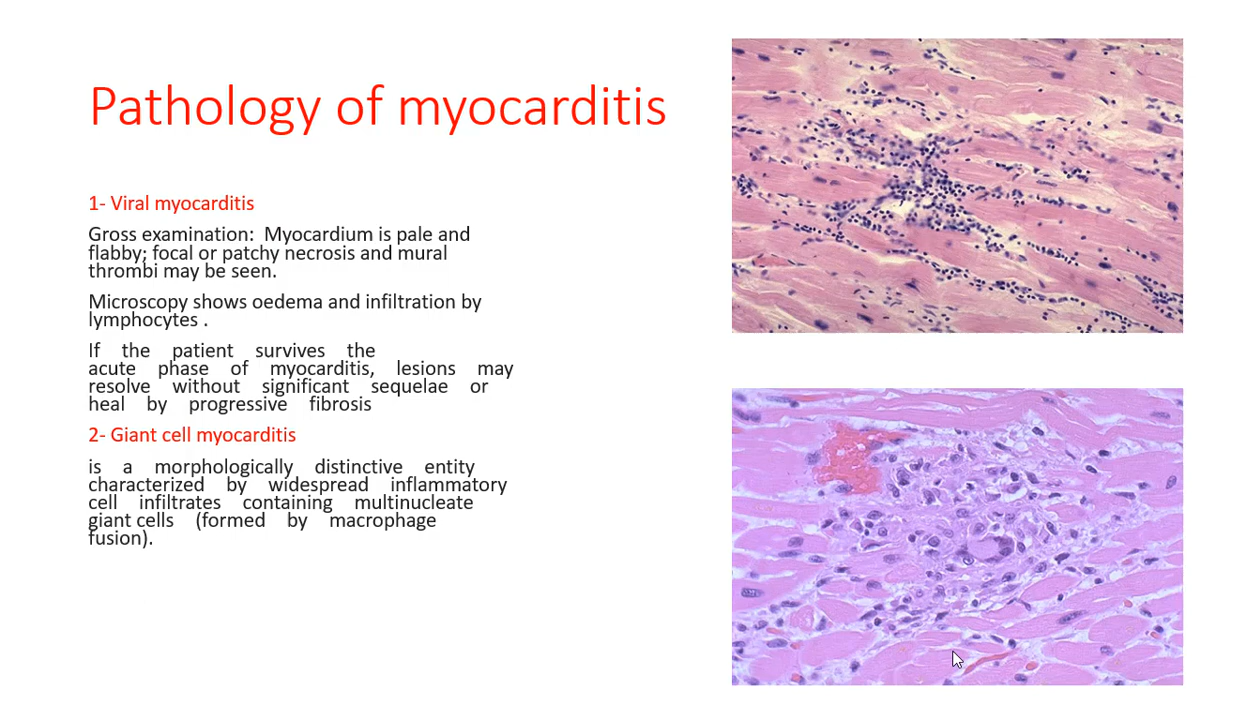 Pathology of myocarditis
1- Viral myocarditis
Gross examination:  Myocardium is pale and
flabby; focal or patchy necrosis and mural
thrombi may be seen.
Microscopy shows oedema and infiltration by
lymphocytes .
If the patient survives the
acute phase of myocarditis, lesions may
resolve without significant sequelae or
heal by progressive fibrosis
2- Giant cell myocarditis
is a morphologically distinctive entity
characterized by widespread inflammatory
cell infiltrates containing multinucleate
giant cells (formed by macrophage
fusion).